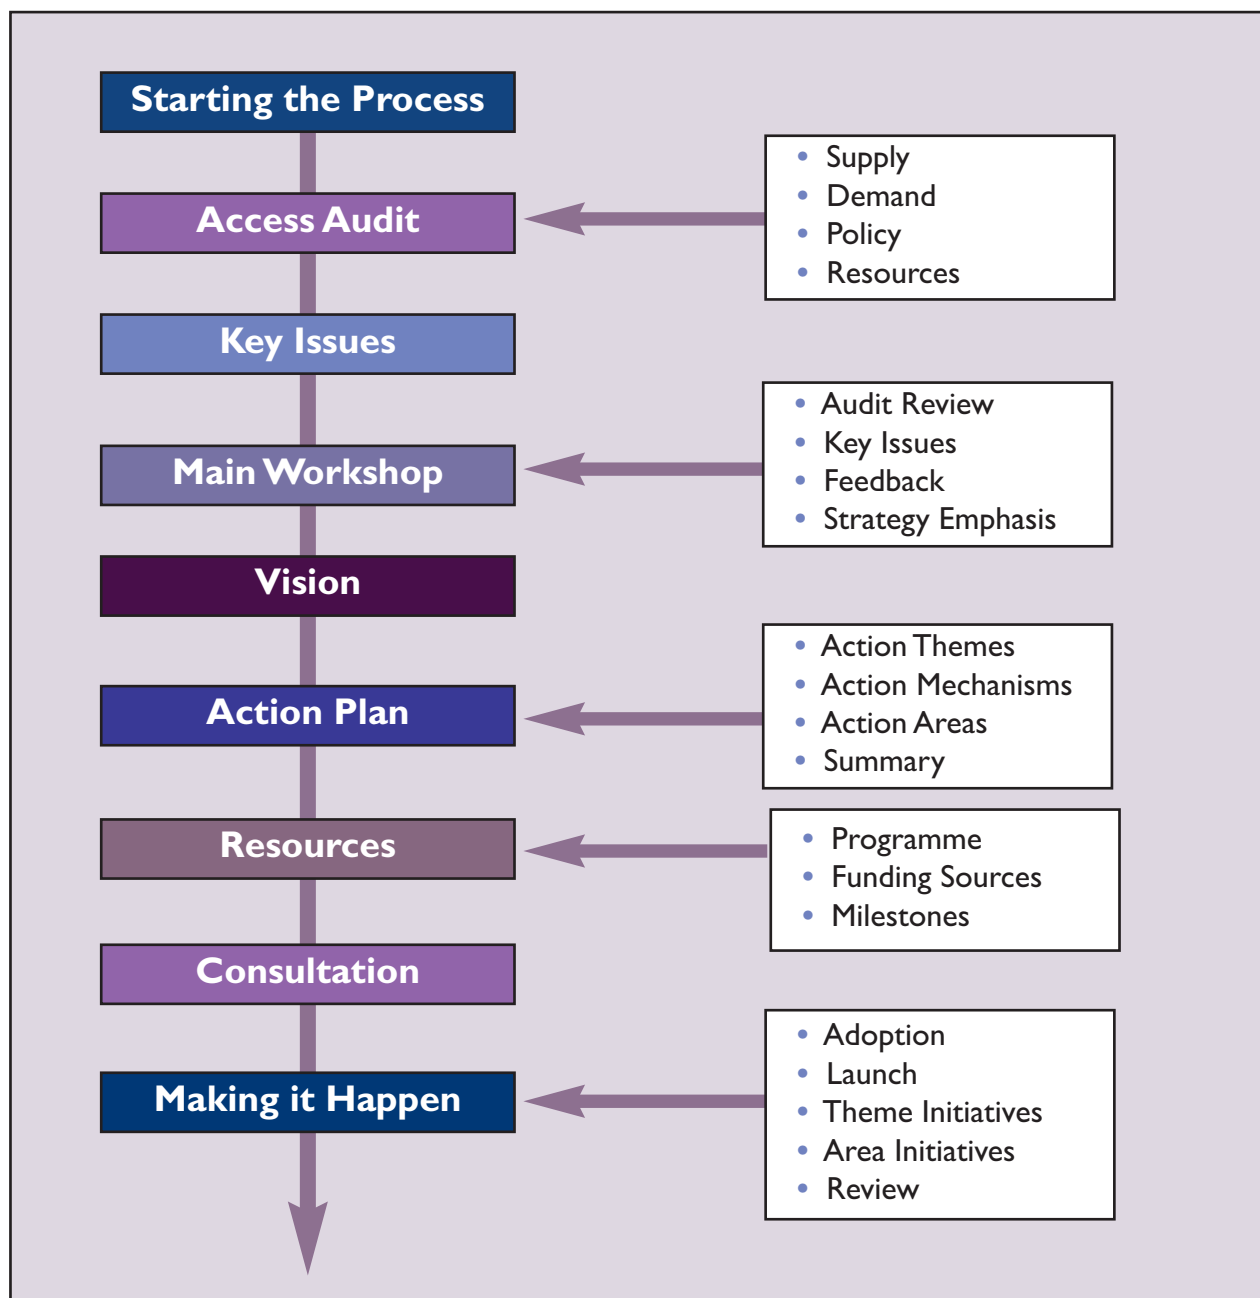 Starting the Process
Access Audit
• Supply
• Demand
• Policy
• Resources
Key Issues
Main Workshop
• Audit Review
• Key Issues
• Feedback
• Strategy Emphasis
Vision
Action Plan
• Action Themes
• Action Mechanisms
• Action Areas
• Summary
Resources
• Programme
• Funding Sources
• Milestones
Consultation
Making it Happen
• Adoption
• Launch
• Theme Initiatives
• Area Initiatives
• Review